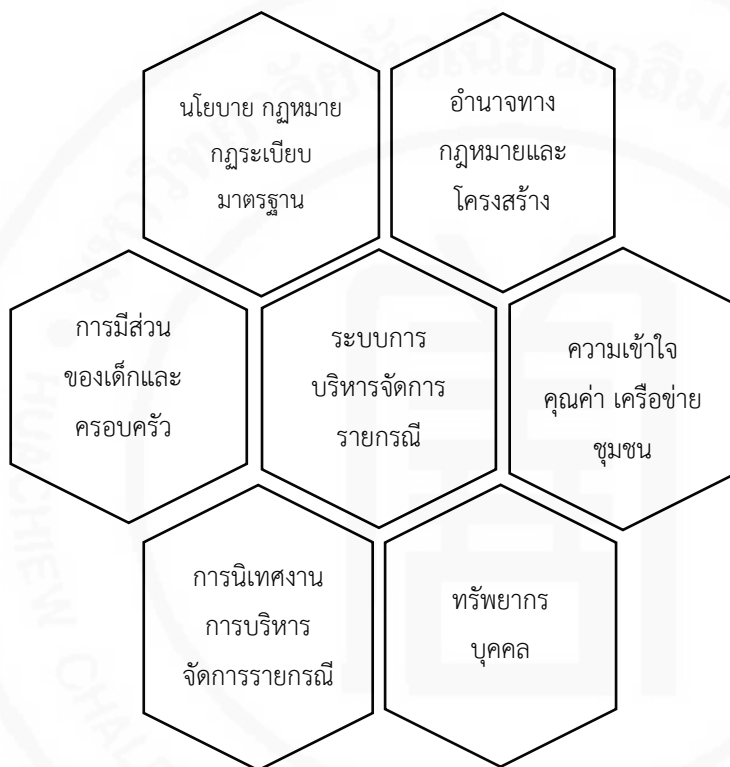 นโยบาย กฎหมาย
กฎระเบียบ
มาตรฐาน
อำนาจทาง
กฎหมายและ
โครงสร้าง
การมีส่วน
ของเด็กและ
ครอบครัว
ระบบการ
บริหารจัดการ
รายกรณี
ความเข้าใจ
คุณค่า เครือข่าย
ชุมชน
การนิเทศงาน
การบริหาร
จัดการรายกรณี
ทรัพยากร
บุคคล